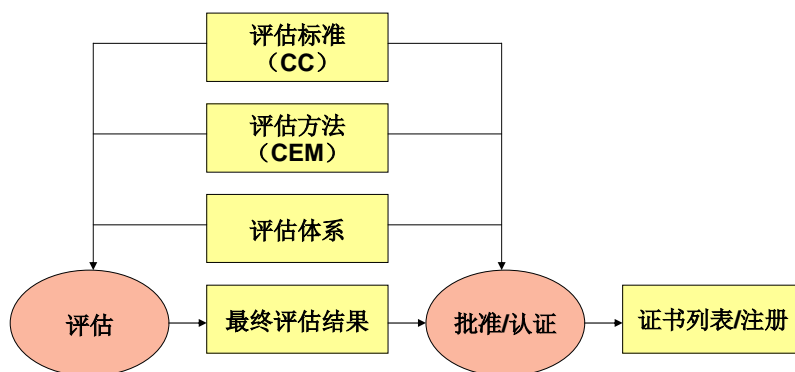 评估标准
（CC）
评估方法
（CEM）
评估体系
评估
最终评估结果
批准/认证
证书列表/注册